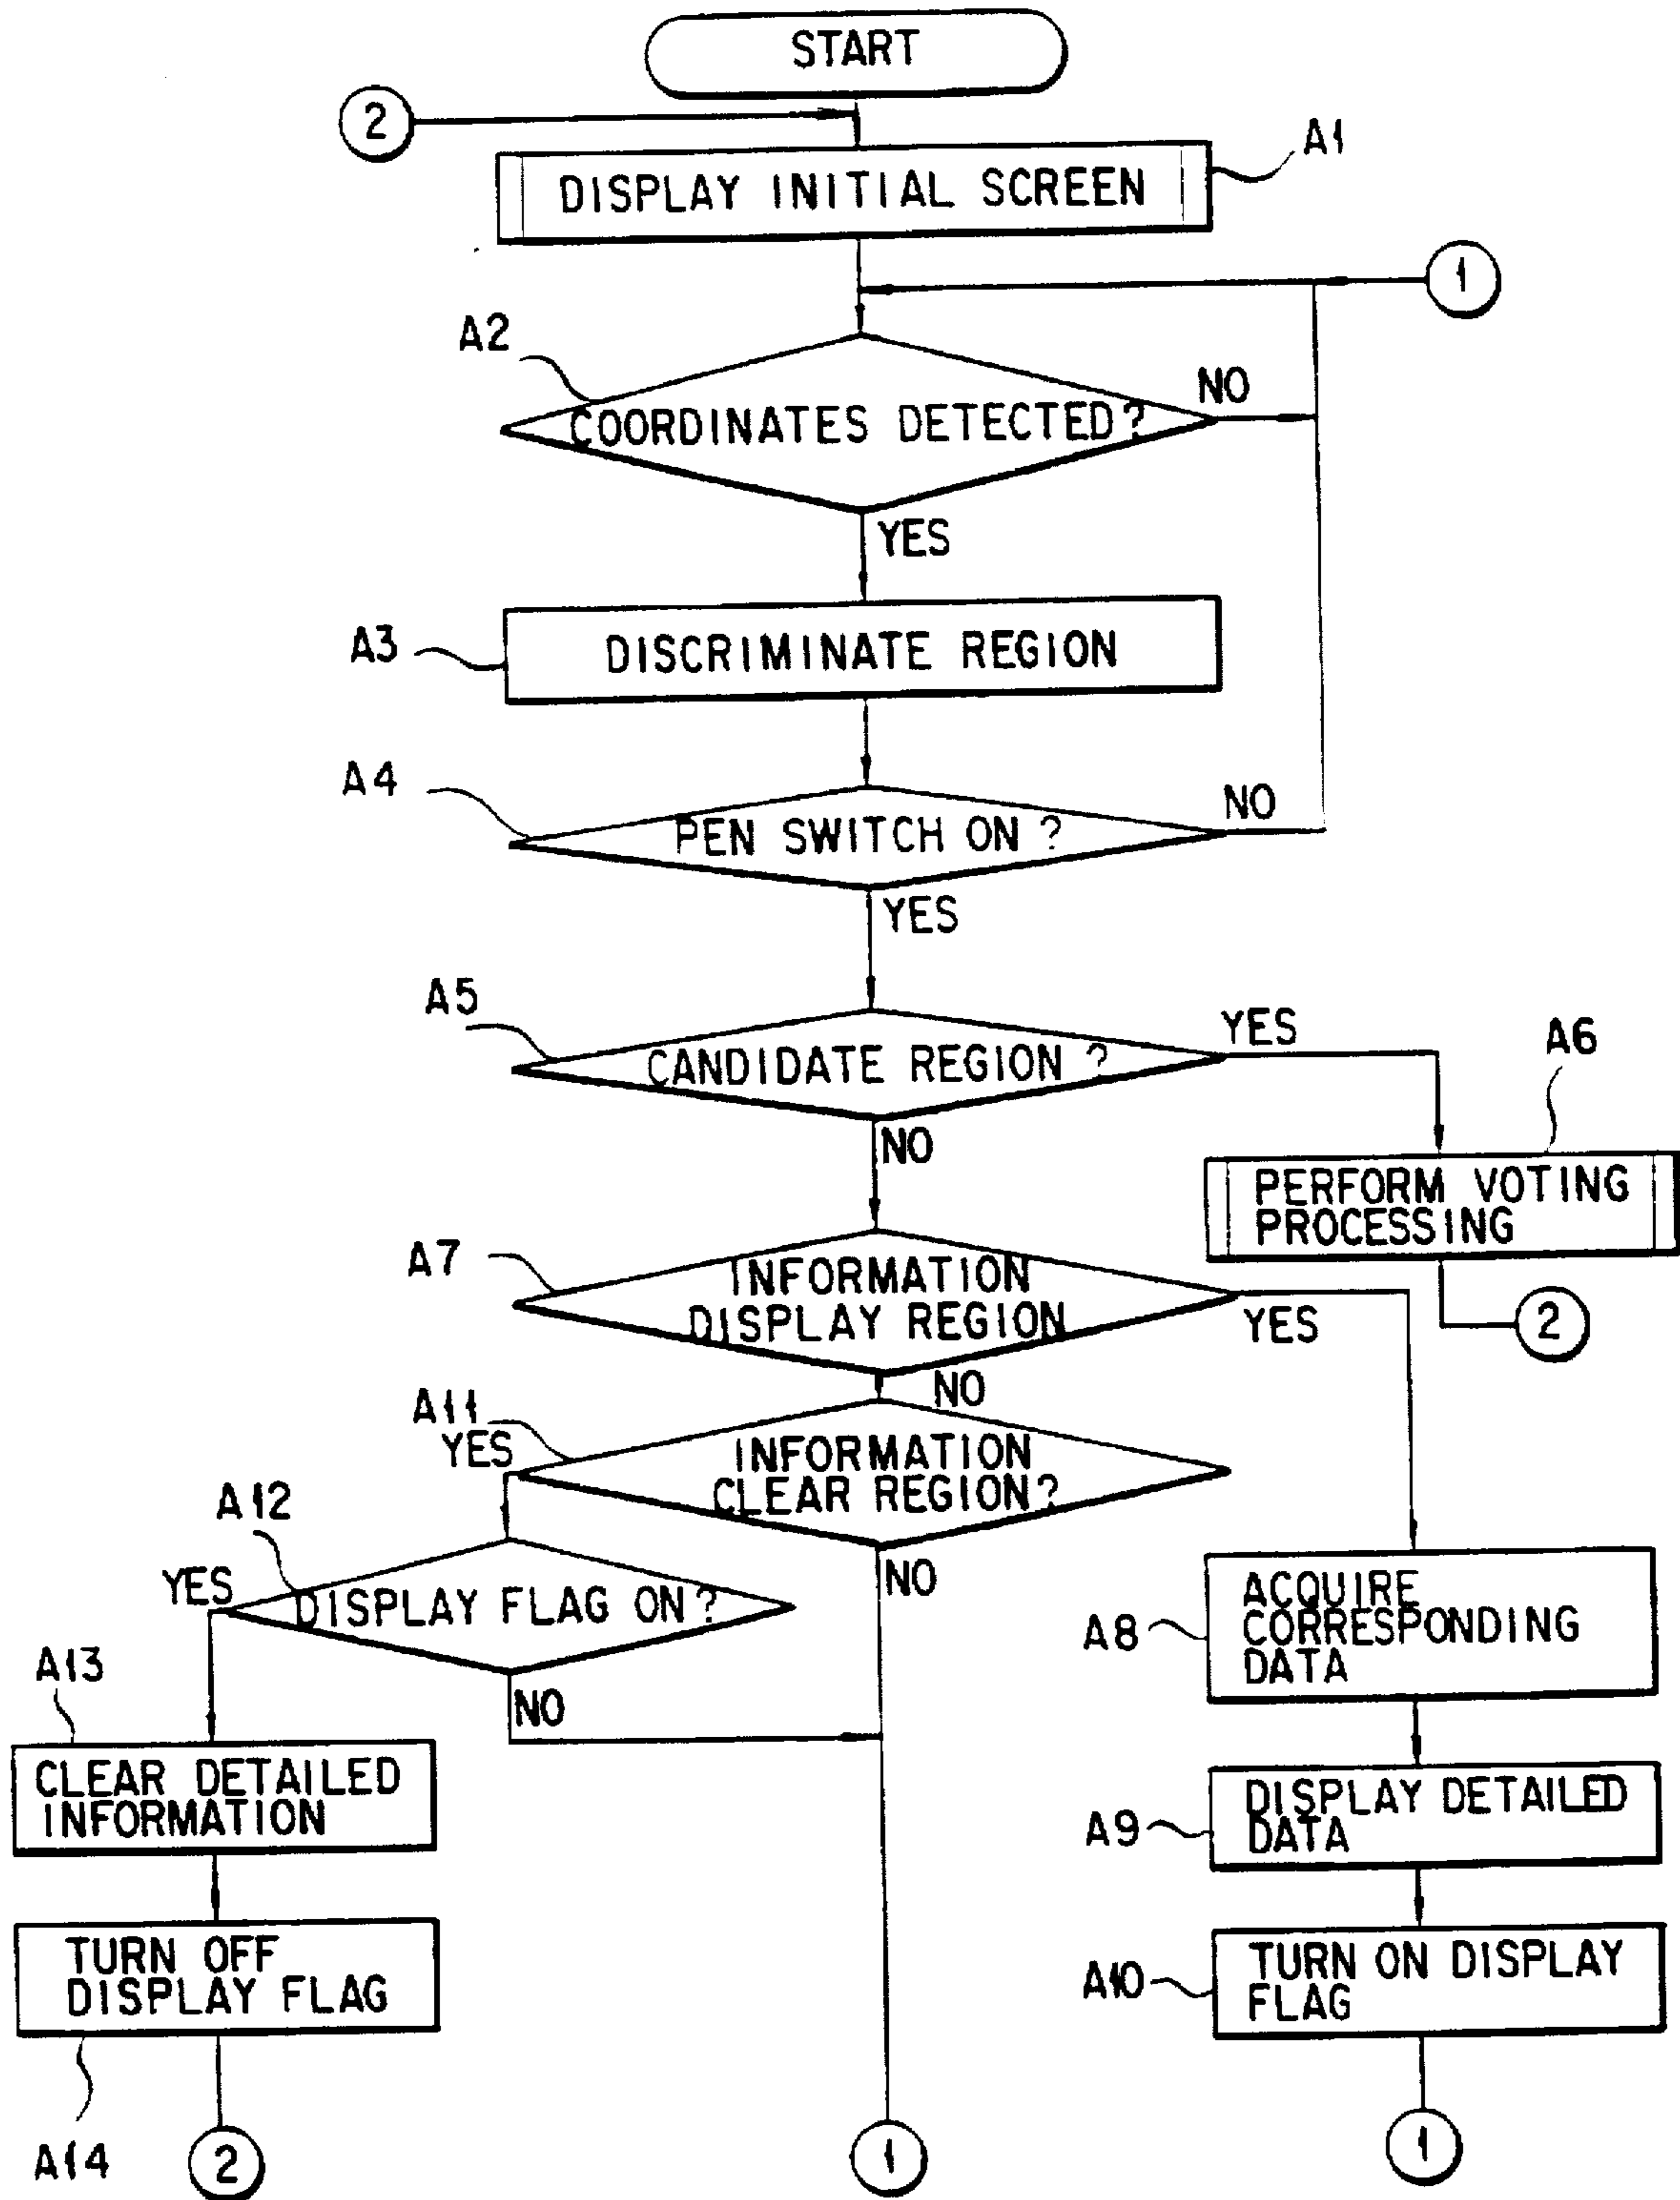 START
2
A1
DISPLAY INITIAL SCREEN
1
A2
NO
COORDINATES DETECTED?
YES
A3
DISCRIMINATE REGION
A4
NO
PEN SWITCH ON ?
YES
A5
YES
CANDIDATE REGION ?
A6
NO
PERFORM VOTING
PROCESSING
A7
INFORMATION
DISPLAY REGION
YES
2
NO
A11
YES
INFORMATION
CLEAR REGION?
A12
NO
YES
DISPLAY FLAG ON?
A8
ACQUIRE
CORRESPONDING
DATA
A13
NO
CLEAR DETAILED
INFORMATION
A9
DISPLAY DETAILED
DATA
TURN OFF
DISPLAY FLAG
A10
TURN ON DISPLAY
FLAG
A14
2
1
1